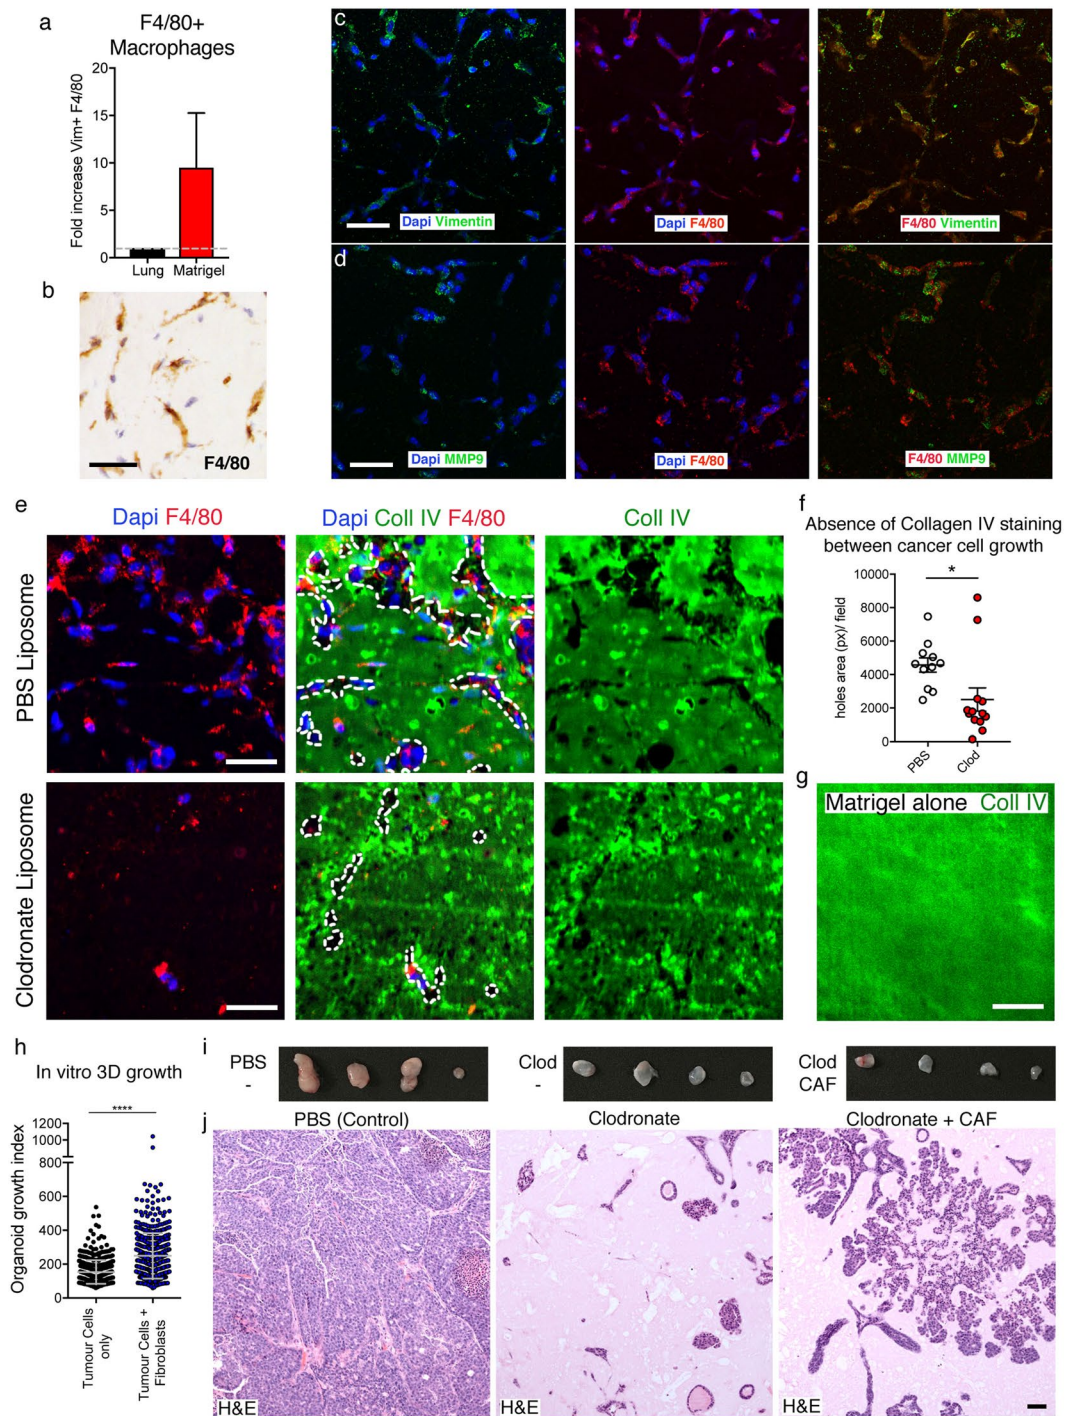 a
F4/80+
Macrophages
Fold increase Vim+ F4/80
20
15
10
5
0
Lung Matrigel
b
F4/80
c
Dapi Vimentin
Dapi F4/80
F4/80 Vimentin
d
Dapi MMP9
Dapi F4/80
F4/80 MMP9
e
Dapi F4/80
Dapi Coll IV F4/80
Coll IV
PBS Liposome
Clodronate Liposome
f
Absence of Collagen IV staining
between cancer cell growth
*
holes area (px)/ field
10000
8000
6000
4000
2000
0
PBS
Clod
g
Matrigel alone Coll IV
h
In vitro 3D growth
****
Organoid growth index
1200
1000
800
600
400
200
0
Tumour Cells
only
Tumour Cells +
Fibroblasts
i
PBS
-
Clod
-
Clod
CAF
j
PBS (Control)
Clodronate
Clodronate + CAF
H&E
H&E
H&E